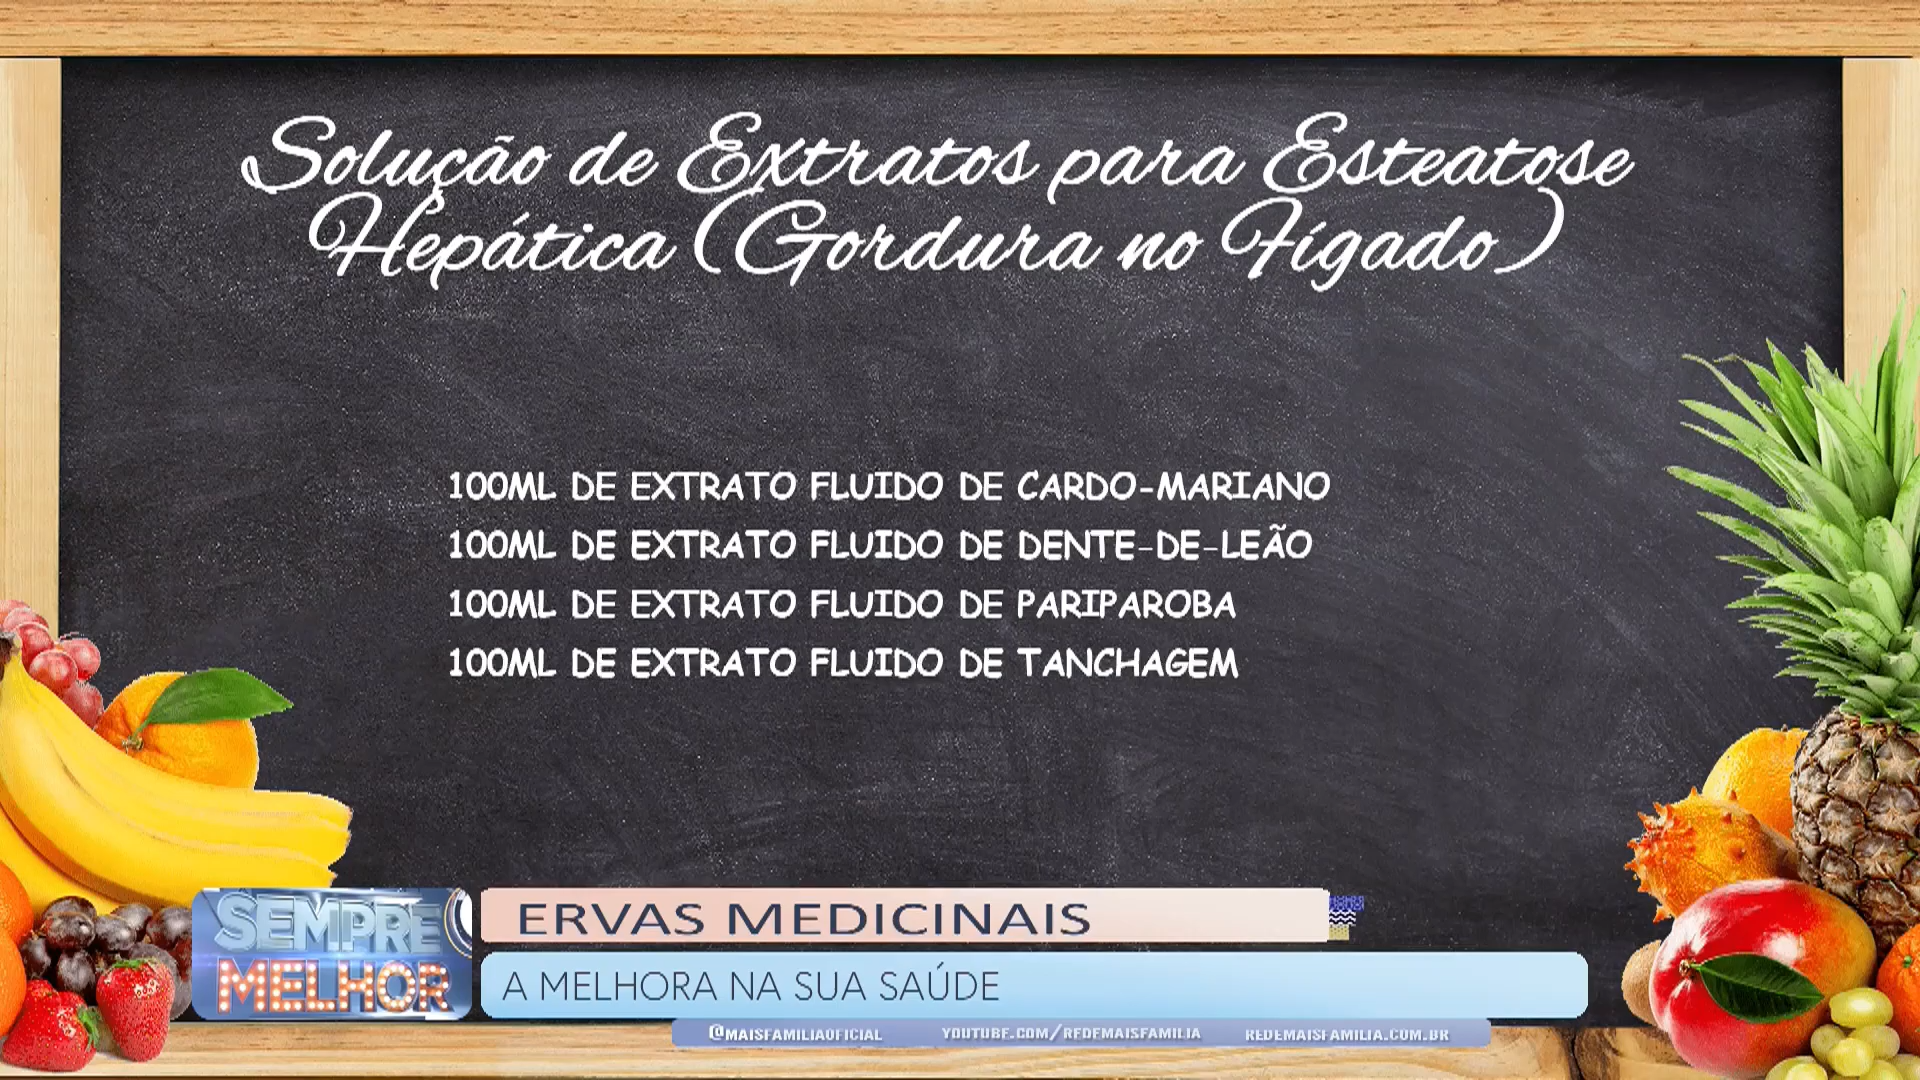 Solução de Extratos para Esteatose
Hepática (Gordura no Fígado)
100ML DE EXTRATO FLUIDO DE CARDO-MARIANO
100ML DE EXTRATO FLUIDO DE DENTE-DE-LEÃO
100ML DE EXTRATO FLUIDO DE PARIPAROBA
100ML DE EXTRATO FLUIDO DE TANCHAGEM
SEMPRE
MELHOR
ERVAS MEDICINAIS
A MELHORA NA SUA SAÚDE
@MAISFAMILIAOFICIAL YOUTUBE.COM/REDEMAISFAMILIA REDEMAISFAMILIA.COM.BR